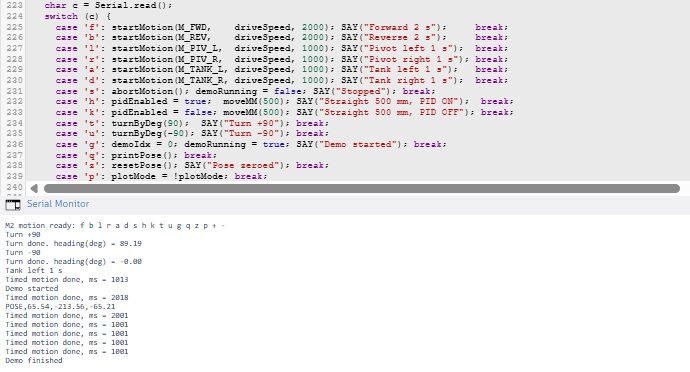 223 char c = Serial.read();
224 switch (c) {
225 case 'f': startMotion(M_FWD, driveSpeed, 2000); SAY("Forward 2 s"); break;
226 case 'b': startMotion(M_REV, driveSpeed, 2000); SAY("Reverse 2 s"); break;
227 case 'l': startMotion(M_PIV_L, driveSpeed, 1000); SAY("Pivot left 1 s"); break;
228 case 'r': startMotion(M_PIV_R, driveSpeed, 1000); SAY("Pivot right 1 s"); break;
229 case 'a': startMotion(M_TANK_L, driveSpeed, 1000); SAY("Tank left 1 s"); break;
230 case 'd': startMotion(M_TANK_R, driveSpeed, 1000); SAY("Tank right 1 s"); break;
231 case 's': abortMotion(); demoRunning = false; SAY("Stopped"); break;
232 case 'h': pidEnabled = true; moveMM(500); SAY("Straight 500 mm, PID ON"); break;
233 case 'k': pidEnabled = false; moveMM(500); SAY("Straight 500 mm, PID OFF"); break;
234 case 't': turnByDeg(90); SAY("Turn +90"); break;
235 case 'u': turnByDeg(-90); SAY("Turn -90"); break;
236 case 'g': demoIdx = 0; demoRunning = true; SAY("Demo started"); break;
237 case 'q': printPose(); break;
238 case 'z': resetPose(); SAY("Pose zeroed"); break;
239 case 'p': plotMode = !plotMode; break;
240
Serial Monitor
M2 motion ready: f b l r a d s h k t u g q z p + -
Turn +90
Turn done. heading(deg) = 89.19
Turn -90
Turn done. heading(deg) = -0.00
Tank left 1 s
Timed motion done, ms = 1013
Demo started
Timed motion done, ms = 2018
POSE,65.54,-213.56,-65.21
Timed motion done, ms = 2001
Timed motion done, ms = 1001
Timed motion done, ms = 1001
Timed motion done, ms = 1001
Timed motion done, ms = 1001
Demo finished